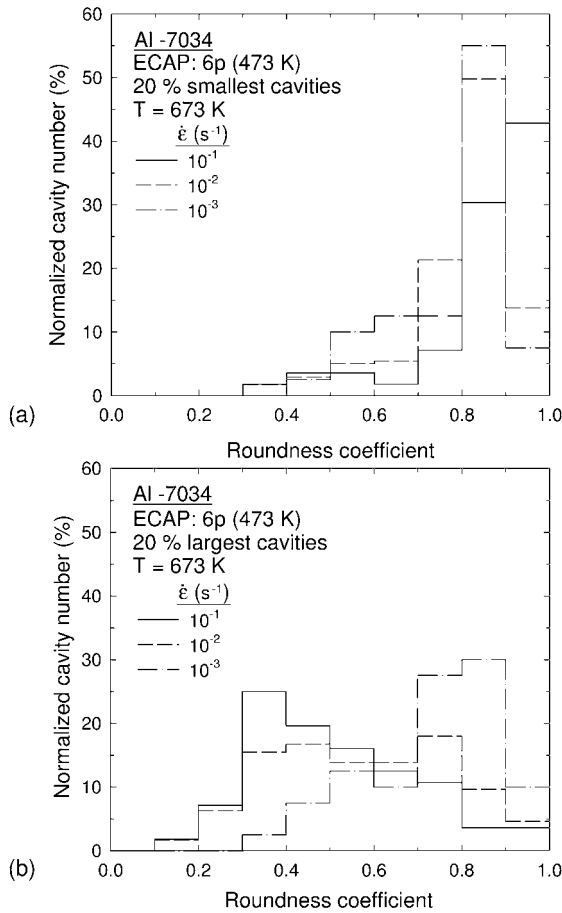 Al -7034
ECAP: 6p (473 K)
20 % smallest cavities
T = 673 K
ε̇ (s⁻¹)
10⁻¹
10⁻²
10⁻³
Normalized cavity number (%)
60
50
40
30
20
10
0
0.0 0.2 0.4 0.6 0.8 1.0
Roundness coefficient
(a)
Al -7034
ECAP: 6p (473 K)
20 % largest cavities
T = 673 K
ε̇ (s⁻¹)
10⁻¹
10⁻²
10⁻³
Normalized cavity number (%)
60
50
40
30
20
10
0
0.0 0.2 0.4 0.6 0.8 1.0
Roundness coefficient
(b)